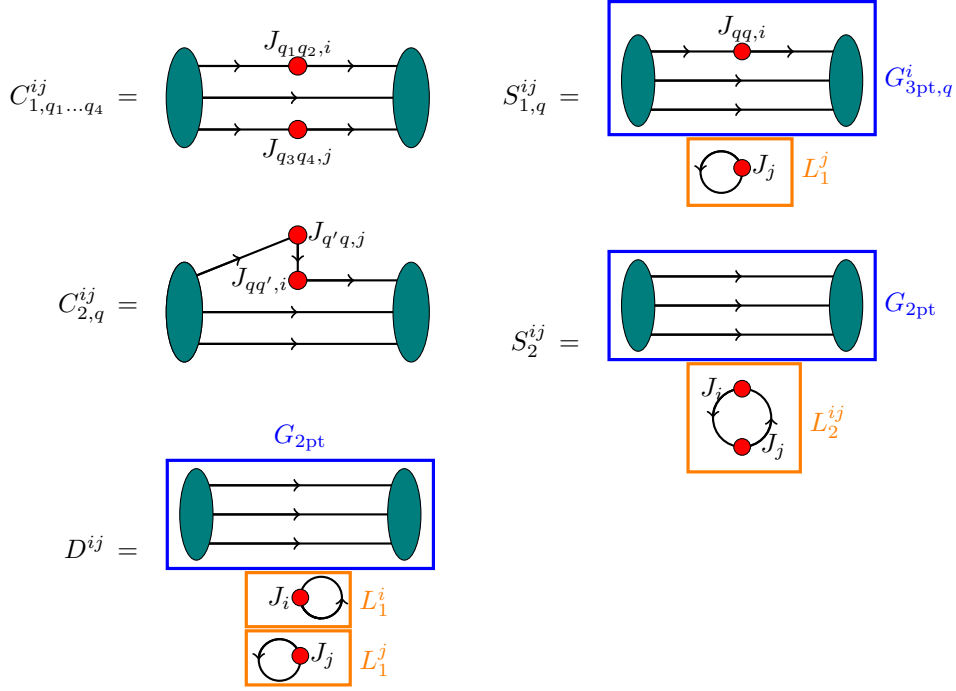 J_{q_1q_2,i}
C^{ij}_{1,q_1...q_4} =
J_{q_3q_4,j}
J_{qq,i}
S^{ij}_{1,q} =
G^i_{3pt,q}
J_j
L^j_1
J_{q'q,j}
J_{qq',i}
C^{ij}_{2,q} =
G_{2pt}
S^{ij}_2 =
J_i
J_j
L^{ij}_2
G_{2pt}
D^{ij} =
J_i
L^i_1
J_j
L^j_1